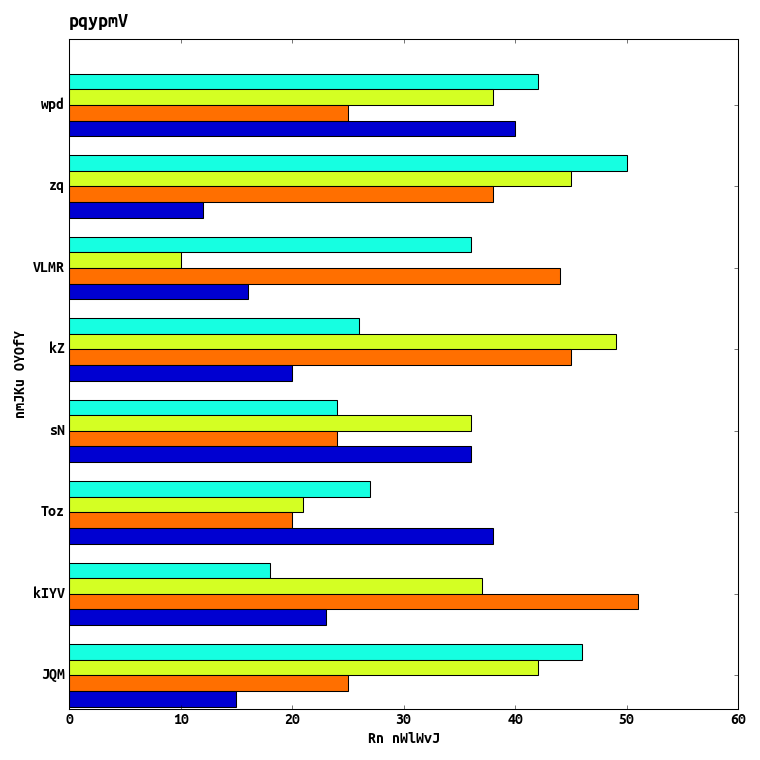 pqypmV
wpd
zq
VLMR
kZ
sN
Toz
kIYV
JQM
nmJKu OYOfY
0 10 20 30 40 50 60
Rn nWlWvJ